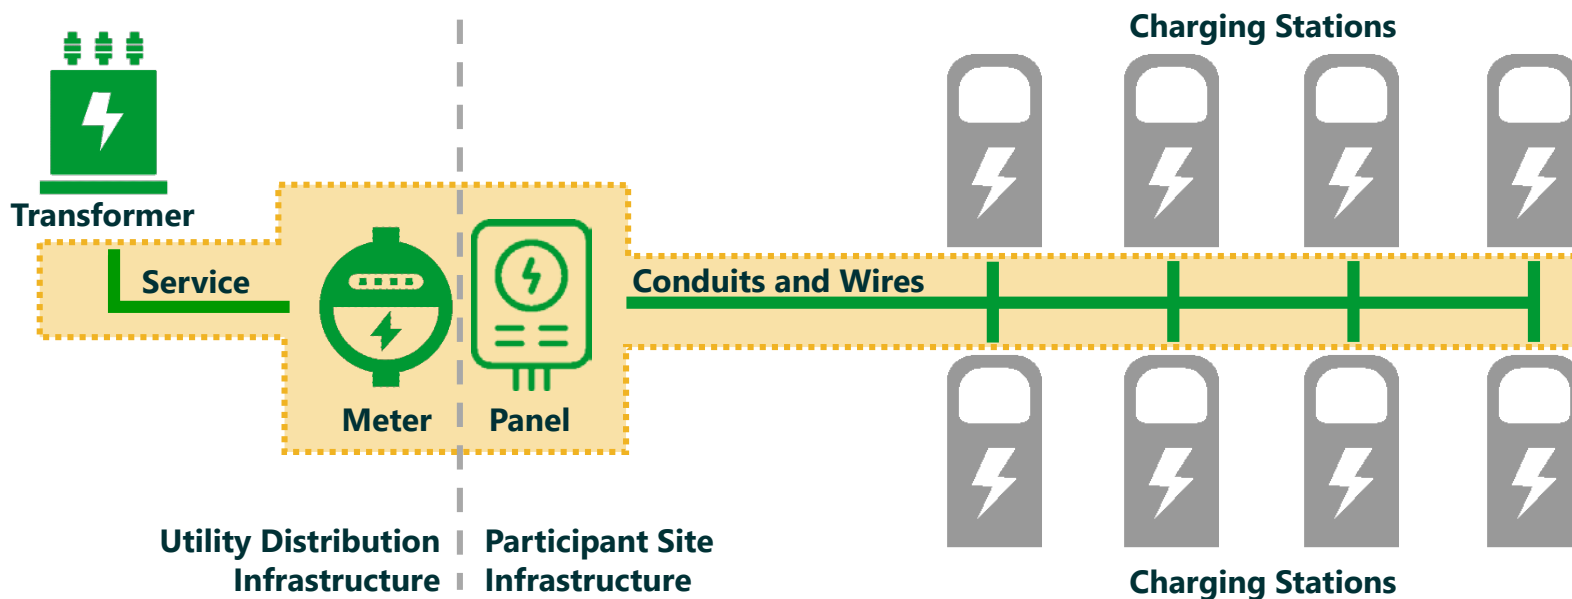 Charging Stations
Transformer
Service
Conduits and Wires
Meter
Panel
Utility Distribution
Infrastructure
Participant Site
Infrastructure
Charging Stations